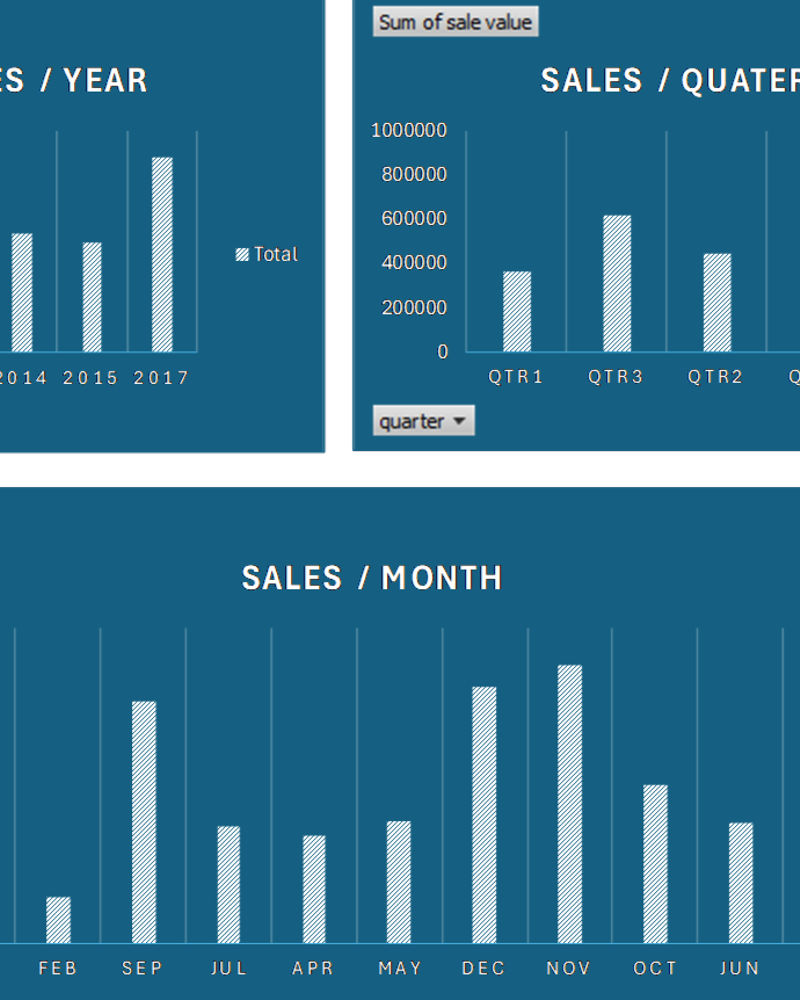 ES / YEAR
Total
2014 2015 2017
Sum of sale value
SALES / QUATER
1000000
800000
600000
400000
200000
0
QTR1 QTR3 QTR2 Q
quarter
SALES / MONTH
FEB SEP JUL APR MAY DEC NOV OCT JUN